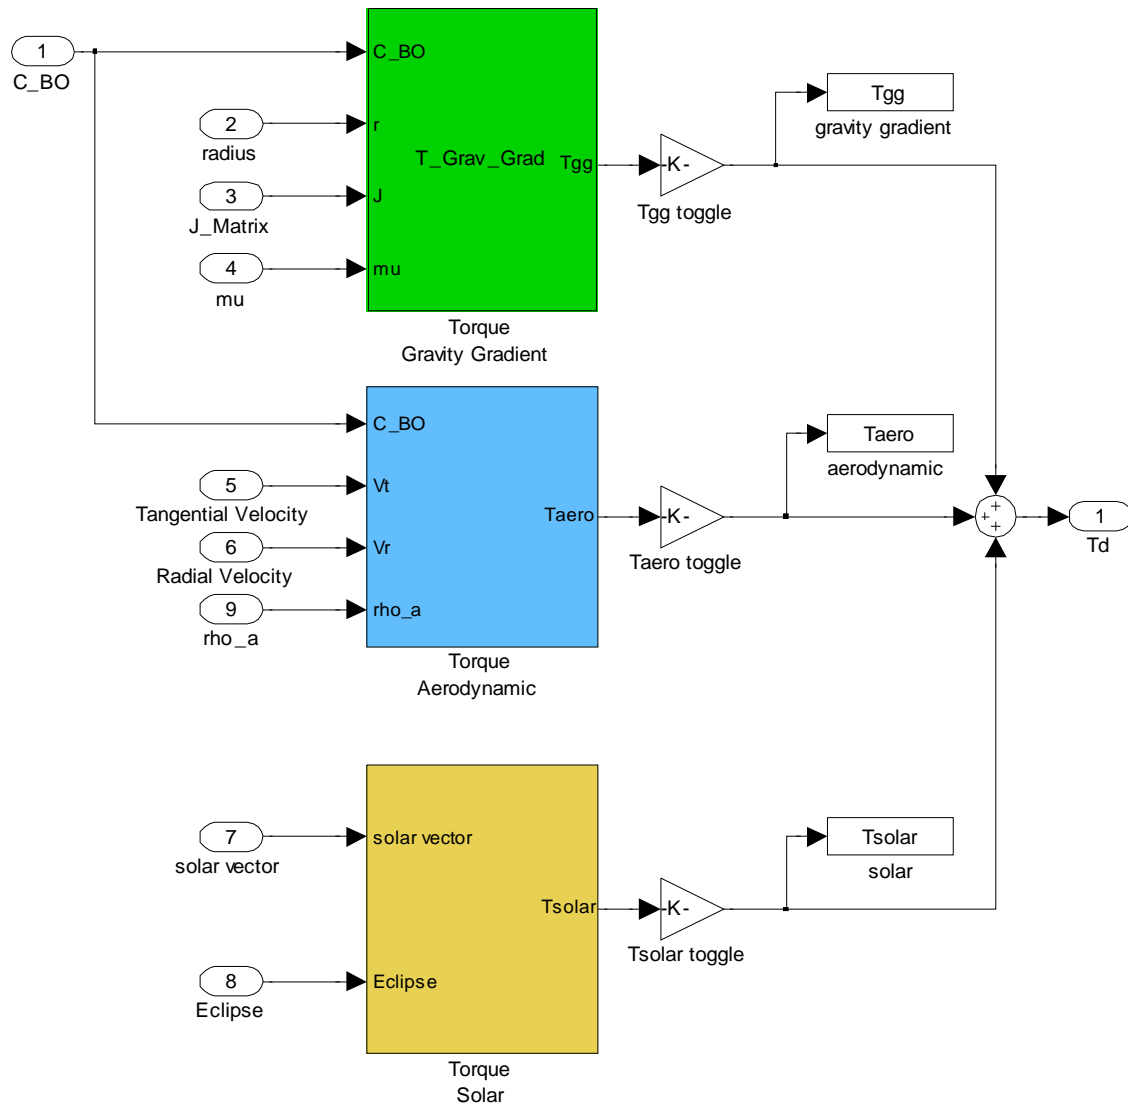 1
C_BO
2
radius
3
J_Matrix
4
mu
C_BO
r
J
mu
T_Grav_Grad
Tgg
Torque
Gravity Gradient
-K-
Tgg toggle
Tgg
gravity gradient
5
Tangential Velocity
6
Radial Velocity
9
rho_a
C_BO
Vt
Vr
rho_a
Taero
Torque
Aerodynamic
-K-
Taero toggle
Taero
aerodynamic
+
+
+
1
Td
7
solar vector
8
Eclipse
solar vector
Eclipse
Tsolar
Torque
Solar
-K-
Tsolar toggle
Tsolar
solar